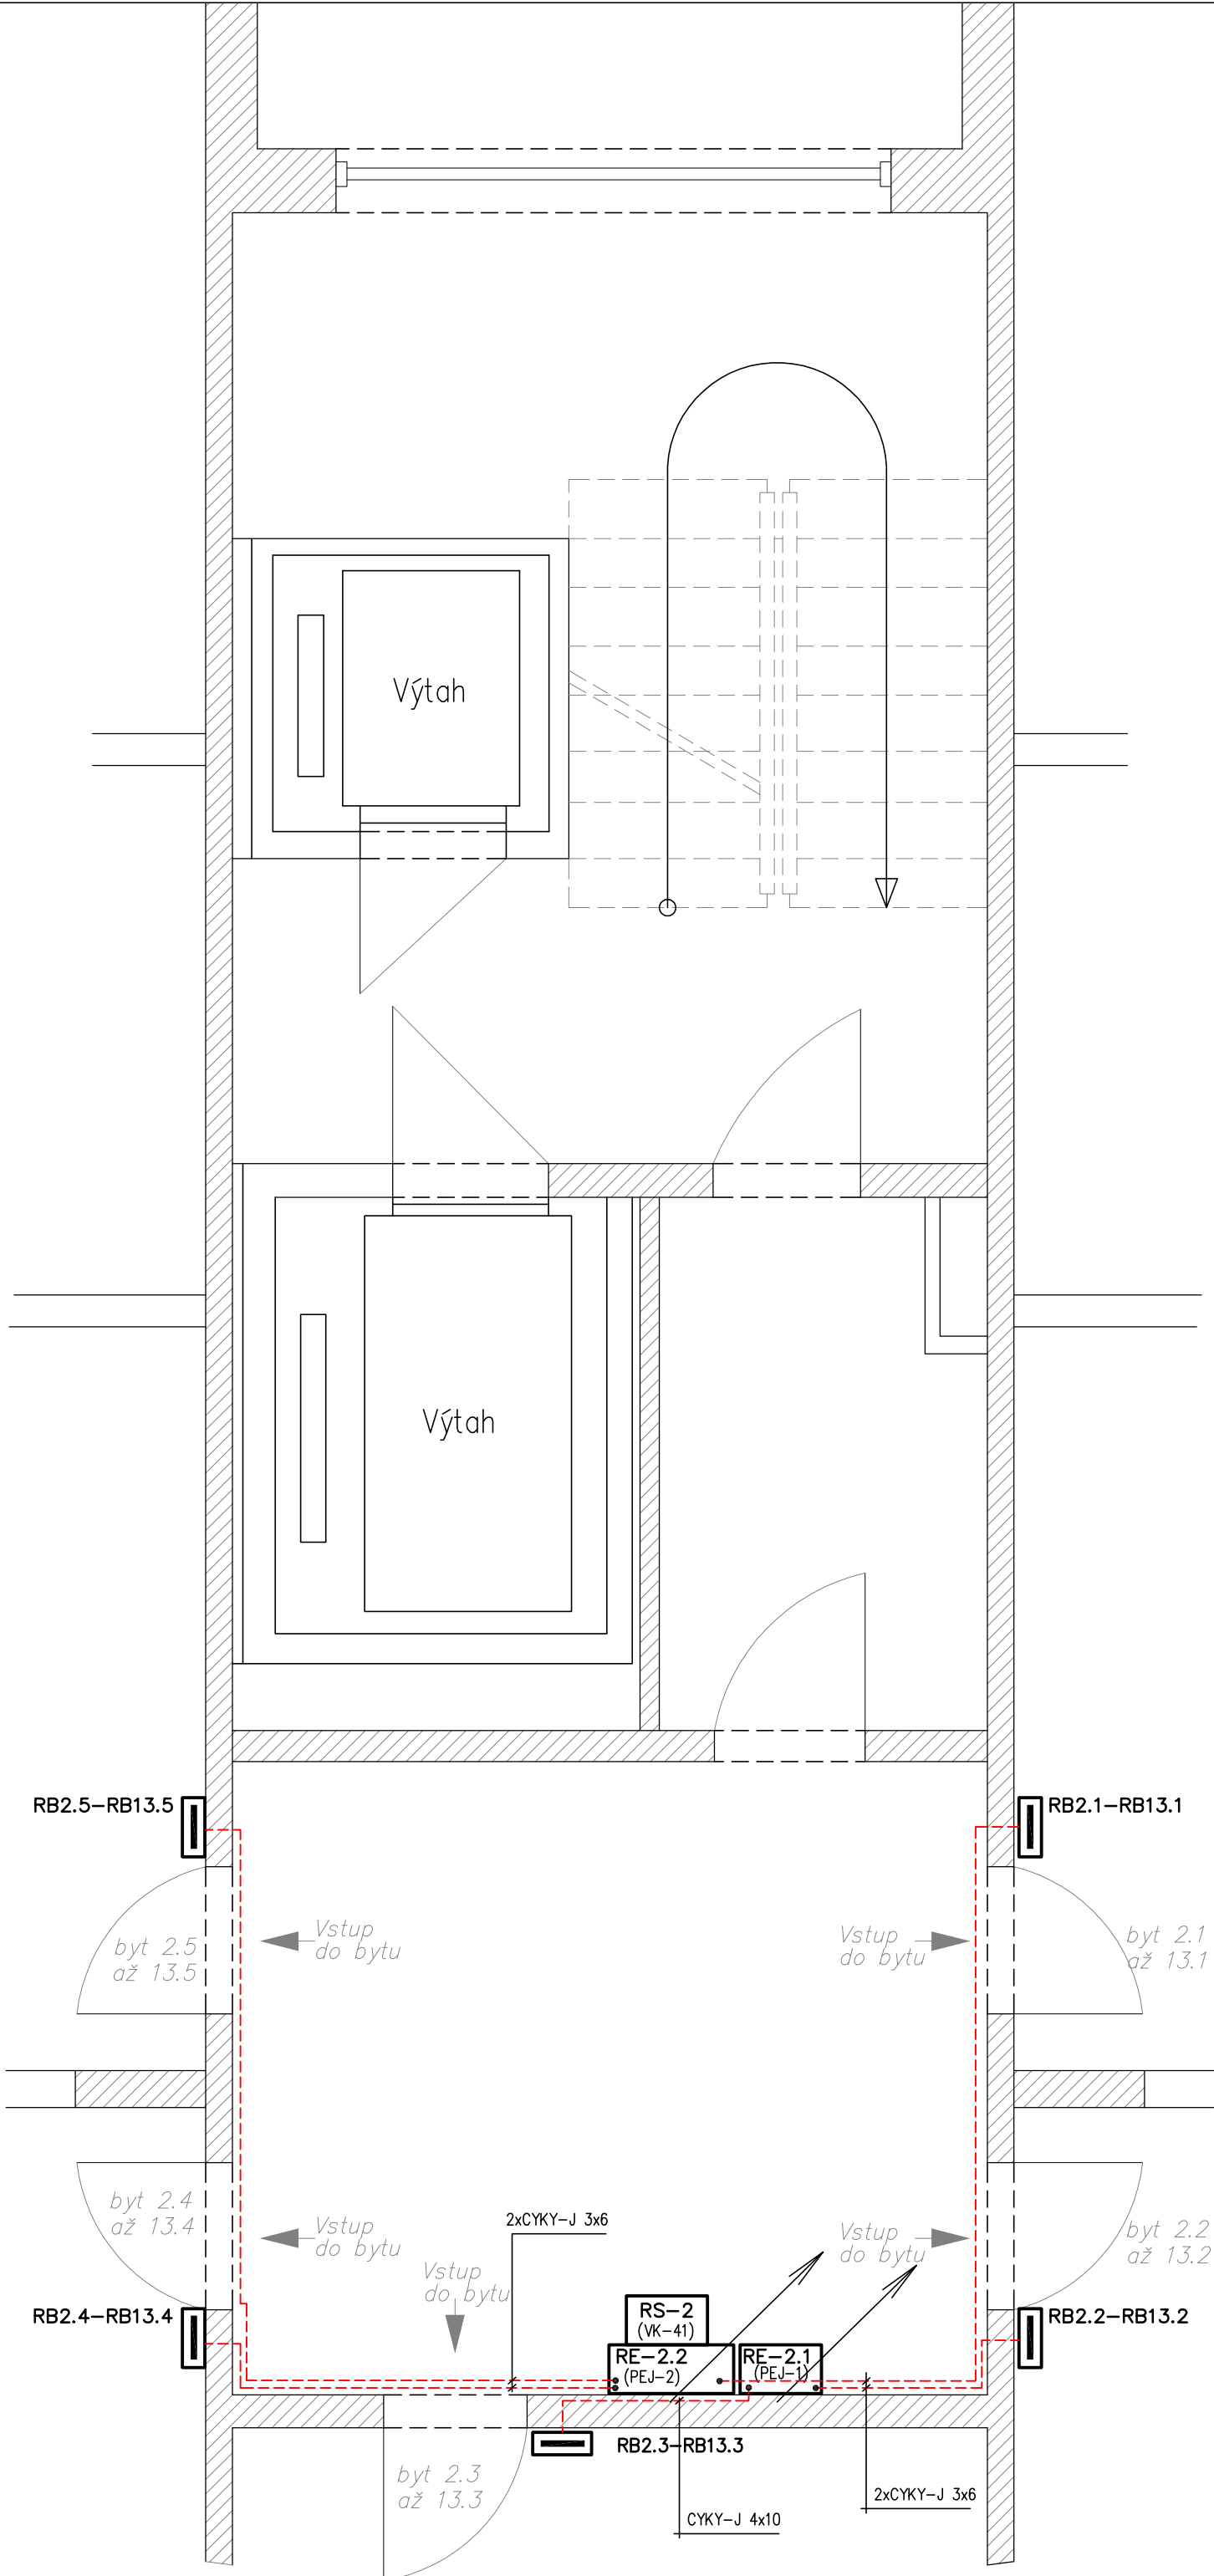 Výtah
Výtah
RB2.5-RB13.5
RB2.1-RB13.1
Vstup
do bytu
Vstup
do bytu
byt 2.5
až 13.5
byt 2.1
až 13.1
byt 2.4
až 13.4
2xCYKY-J 3x6
Vstup
do bytu
Vstup
do bytu
byt 2.2
až 13.2
Vstup
do bytu
RB2.4-RB13.4
RS-2
(VK-41)
RB2.2-RB13.2
RE-2.2
(PEJ-2)
RE-2.1
(PEJ-1)
RB2.3-RB13.3
byt 2.3
až 13.3
2xCYKY-J 3x6
CYKY-J 4x10